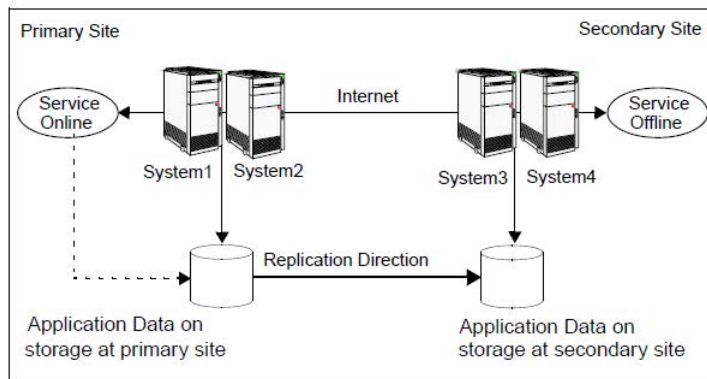 Primary Site
Secondary Site
Service
Online
Internet
Service
Offline
System1
System2
System3
System4
Replication Direction
Application Data on
storage at primary site
Application Data on
storage at secondary site